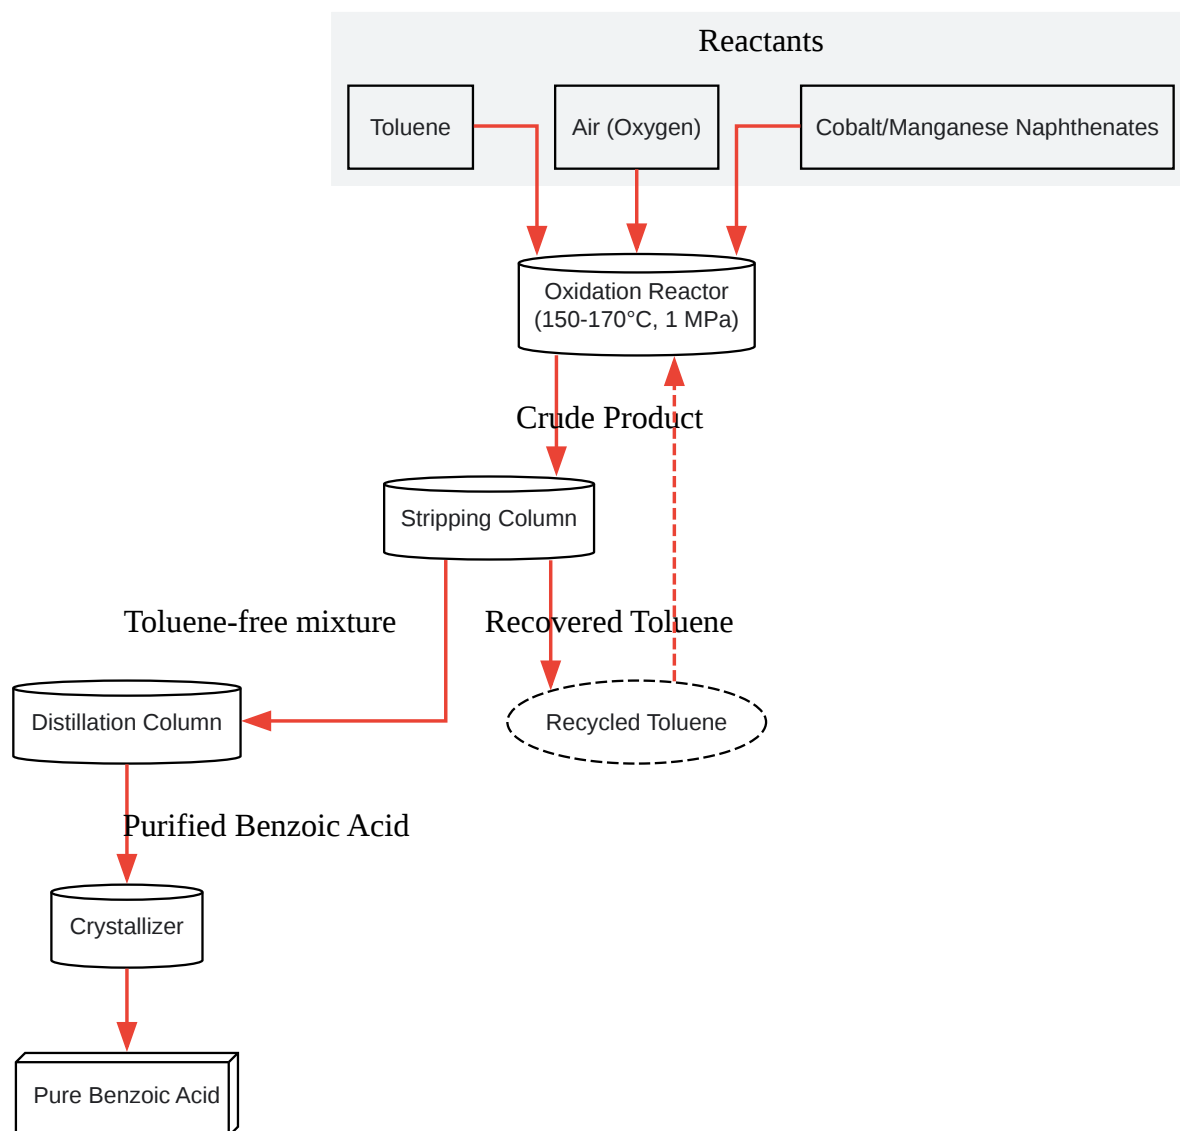 Reactants
Toluene
Air (Oxygen)
Cobalt/Manganese Naphthenates
Oxidation Reactor
(150-170°C, 1 MPa)
Crude Product
Stripping Column
Toluene-free mixture
Recovered Toluene
Distillation Column
Recycled Toluene
Purified Benzoic Acid
Crystallizer
Pure Benzoic Acid